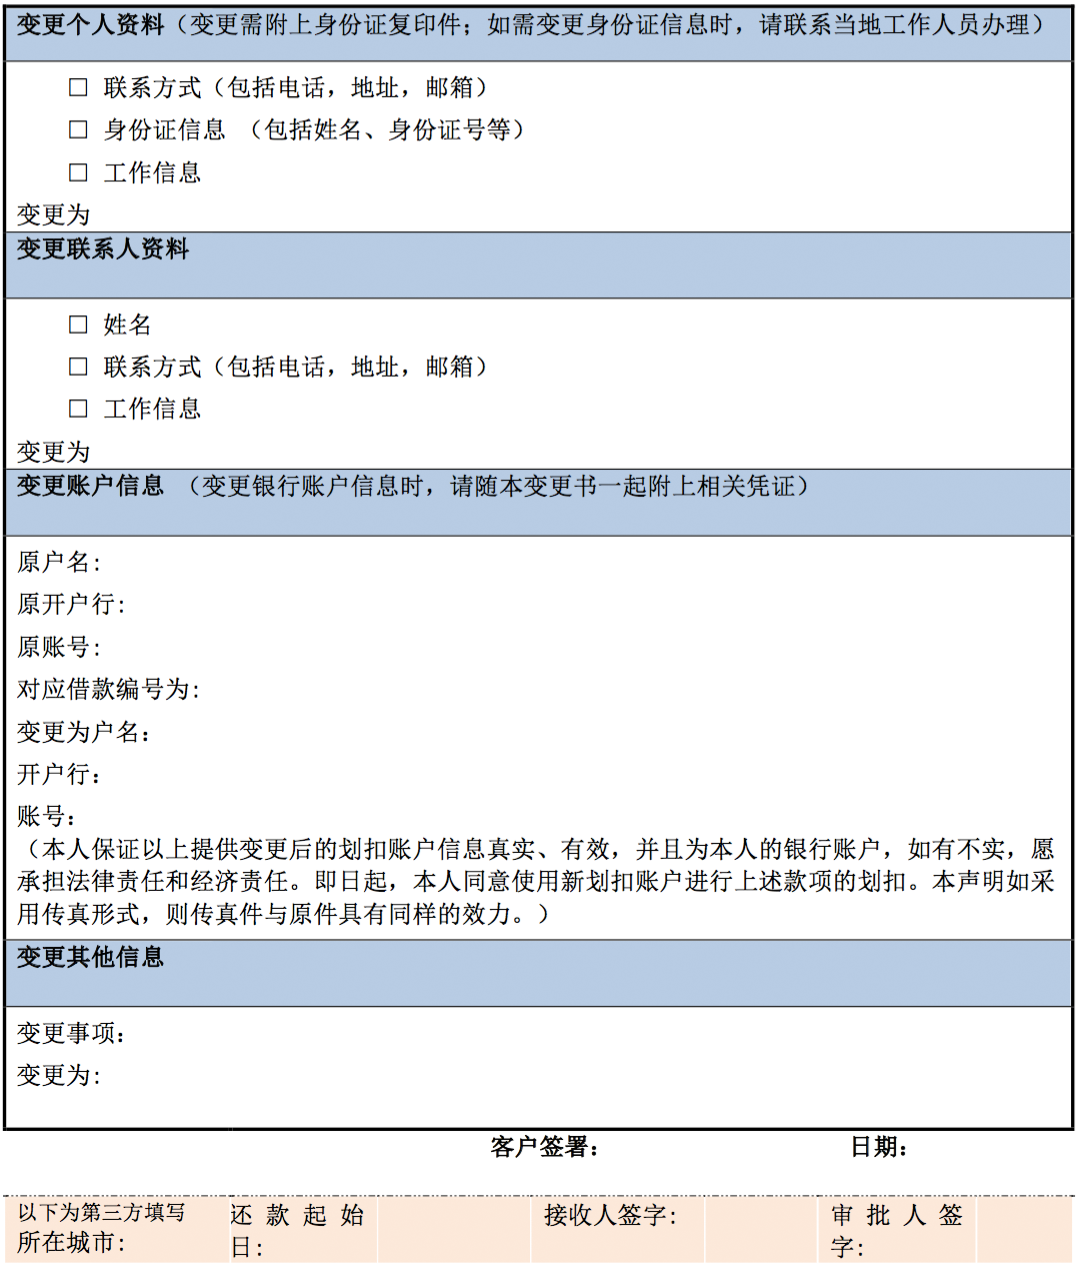 变更个人资料（变更需附上身份证复印件；如需变更身份证信息时，请联系当地工作人员办理）
□ 联系方式（包括电话，地址，邮箱）
□ 身份证信息 （包括姓名、身份证号等）
□ 工作信息
变更为
变更联系人资料
□ 姓名
□ 联系方式（包括电话，地址，邮箱）
□ 工作信息
变更为
变更账户信息 （变更银行账户信息时，请随本变更书一起附上相关凭证）
原户名:
原开户行:
原账号:
对应借款编号为:
变更为户名：
开户行：
账号：
（本人保证以上提供变更后的划扣账户信息真实、有效，并且为本人的银行账户，如有不实，愿
承担法律责任和经济责任。即日起，本人同意使用新划扣账户进行上述款项的划扣。本声明如采
用传真形式，则传真件与原件具有同样的效力。）
变更其他信息
变更事项：
变更为:
客户签署： 日期：
以下为第三方填写
所在城市:
还款起始
日:
接收人签字:
审批人签
字: